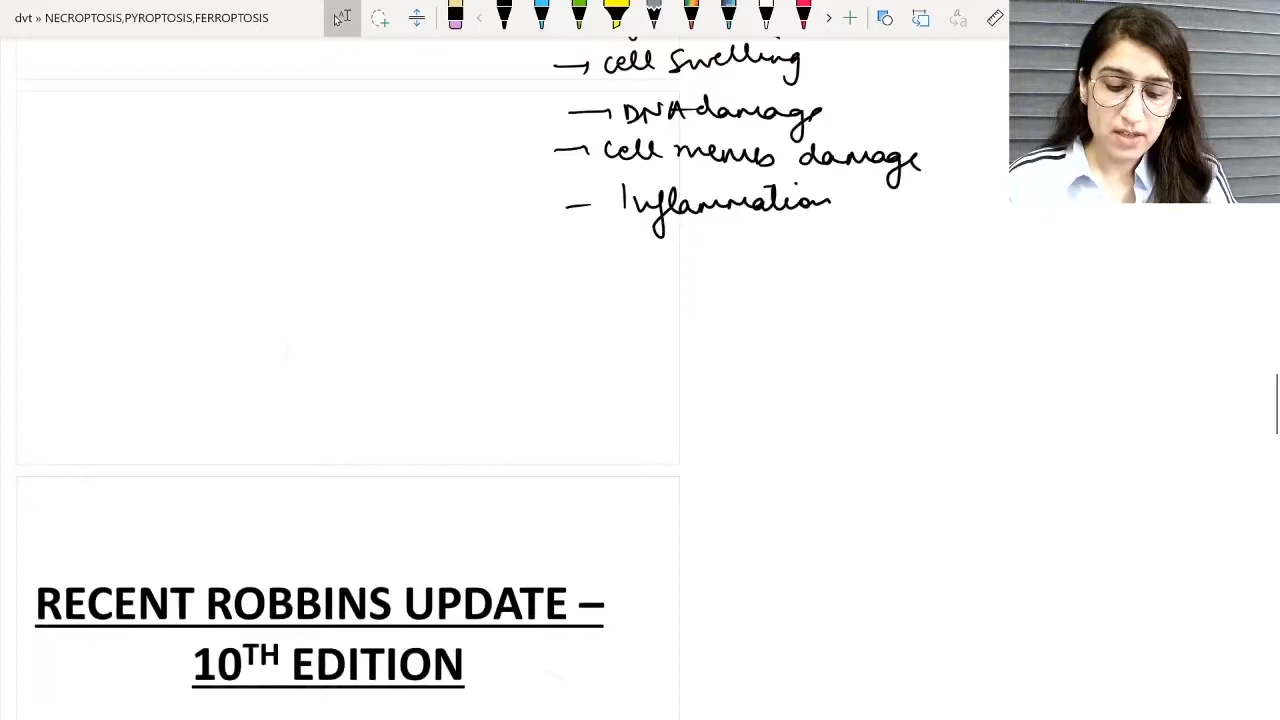 dvt » NECROPTOSIS,PYROPTOSIS,FERROPTOSIS
→ cell swelling
→ DNA damage
→ cell memb damage
– Inflammation
RECENT ROBBINS UPDATE –
10TH EDITION